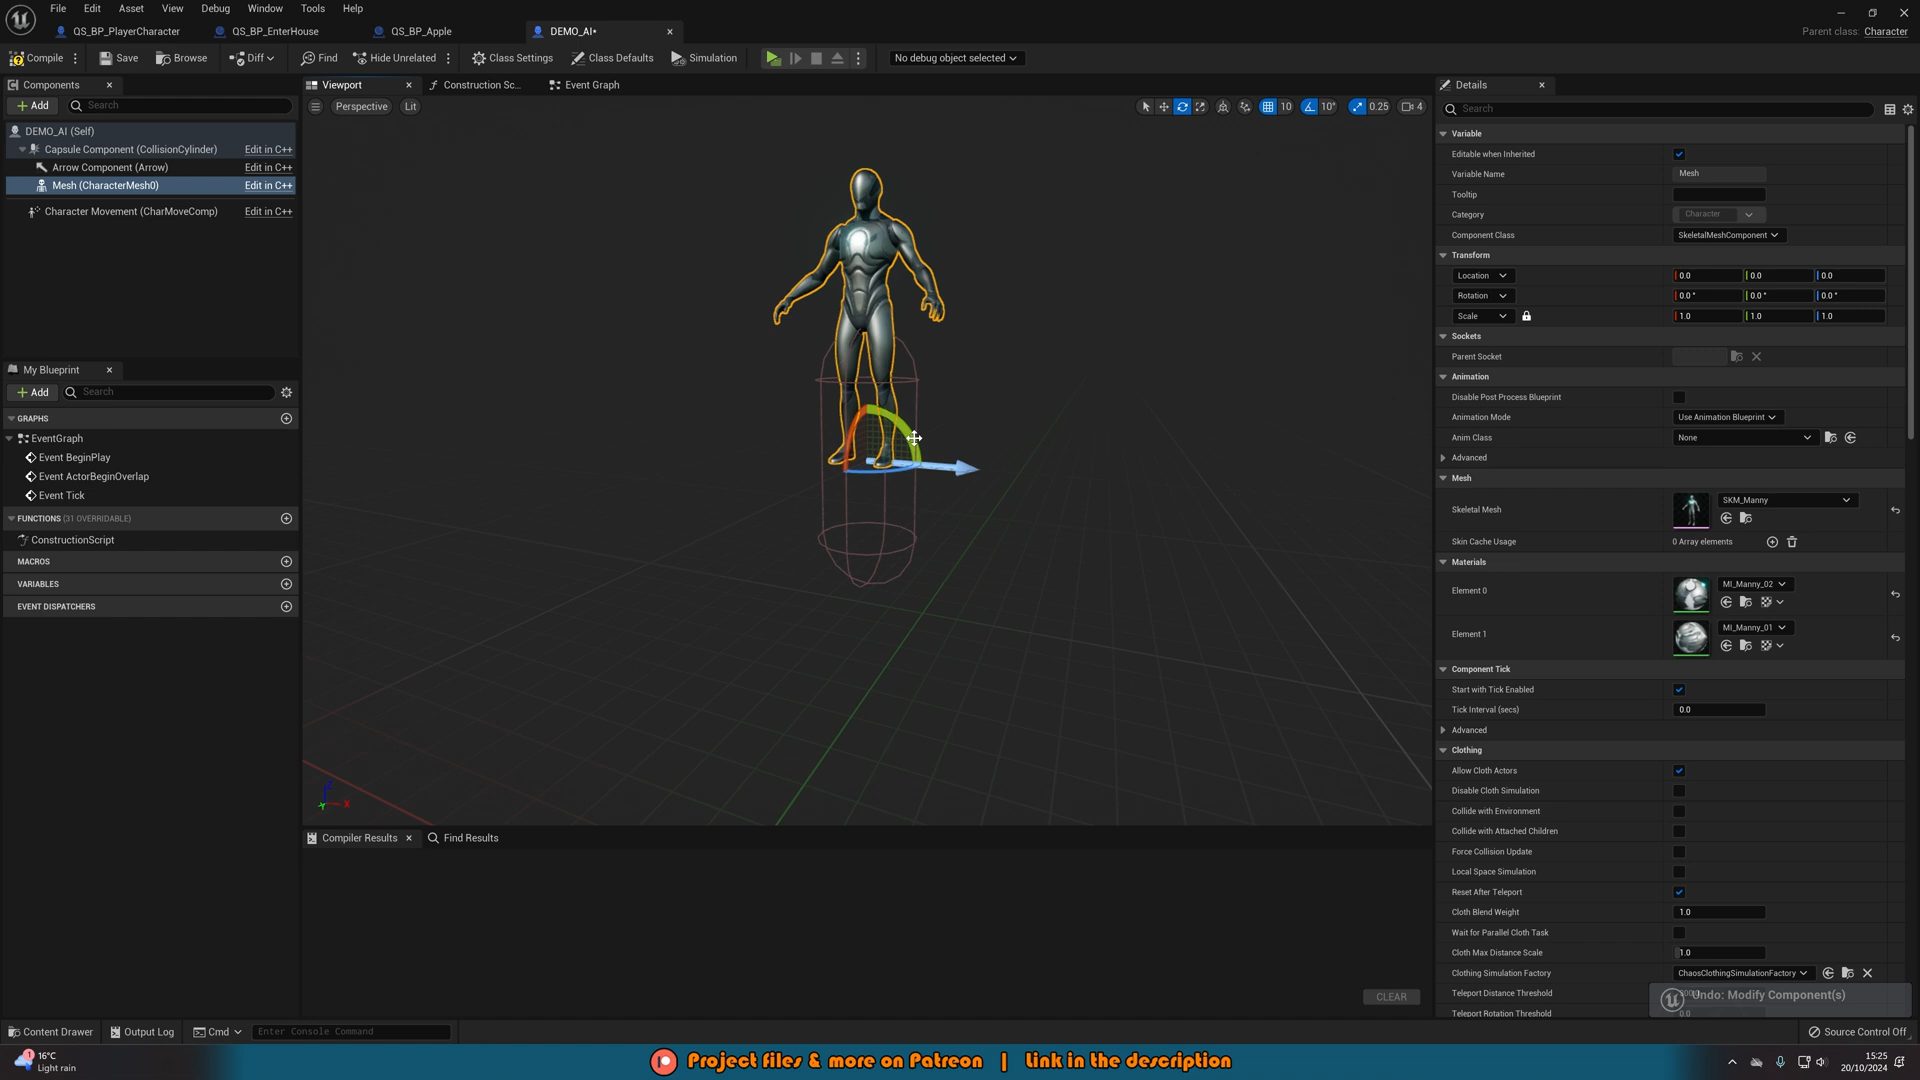 File Edit Asset View Debug Window Tools Help
QS_BP_PlayerCharacter QS_BP_EnterHouse QS_BP_Apple DEMO_AI*
Parent class: Character
Compile Save Browse Diff Find Hide Unrelated Class Settings Class Defaults Simulation No debug object selected
Components
Add Search
DEMO_AI (Self)
Capsule Component (CollisionCylinder) Edit in C++
Arrow Component (Arrow) Edit in C++
Mesh (CharacterMesh0) Edit in C++
Character Movement (CharMoveComp) Edit in C++
My Blueprint
Add Search
GRAPHS
EventGraph
Event BeginPlay
Event ActorBeginOverlap
Event Tick
FUNCTIONS (31 OVERRIDABLE)
ConstructionScript
MACROS
VARIABLES
EVENT DISPATCHERS
Viewport Construction Sc... Event Graph
Perspective Lit
10 10° 0.25 4
X
Compiler Results Find Results
CLEAR
Details
Search
Variable
Editable when Inherited
Variable Name Mesh
Tooltip
Category Character
Component Class SkeletalMeshComponent
Transform
Location 0.0 0.0 0.0
Rotation 0.0° 0.0° 0.0°
Scale 1.0 1.0 1.0
Sockets
Parent Socket
Animation
Disable Post Process Blueprint
Animation Mode Use Animation Blueprint
Anim Class None
Advanced
Mesh
Skeletal Mesh SKM_Manny
Skin Cache Usage 0 Array elements
Materials
Element 0 MI_Manny_02
Element 1 MI_Manny_01
Component Tick
Start with Tick Enabled
Tick Interval (secs) 0.0
Advanced
Clothing
Allow Cloth Actors
Disable Cloth Simulation
Collide with Environment
Collide with Attached Children
Force Collision Update
Local Space Simulation
Reset After Teleport
Cloth Blend Weight 1.0
Wait for Parallel Cloth Task
Cloth Max Distance Scale 1.0
Clothing Simulation Factory ChaosClothingSimulationFactory
Teleport Distance Threshold
Teleport Rotation Threshold 0.0
Undo: Modify Component(s)
Content Drawer Output Log Cmd Enter Console Command Source Control Off
1 16°C
Light rain
Project files & more on Patreon | Link in the description
15:25
20/10/2024